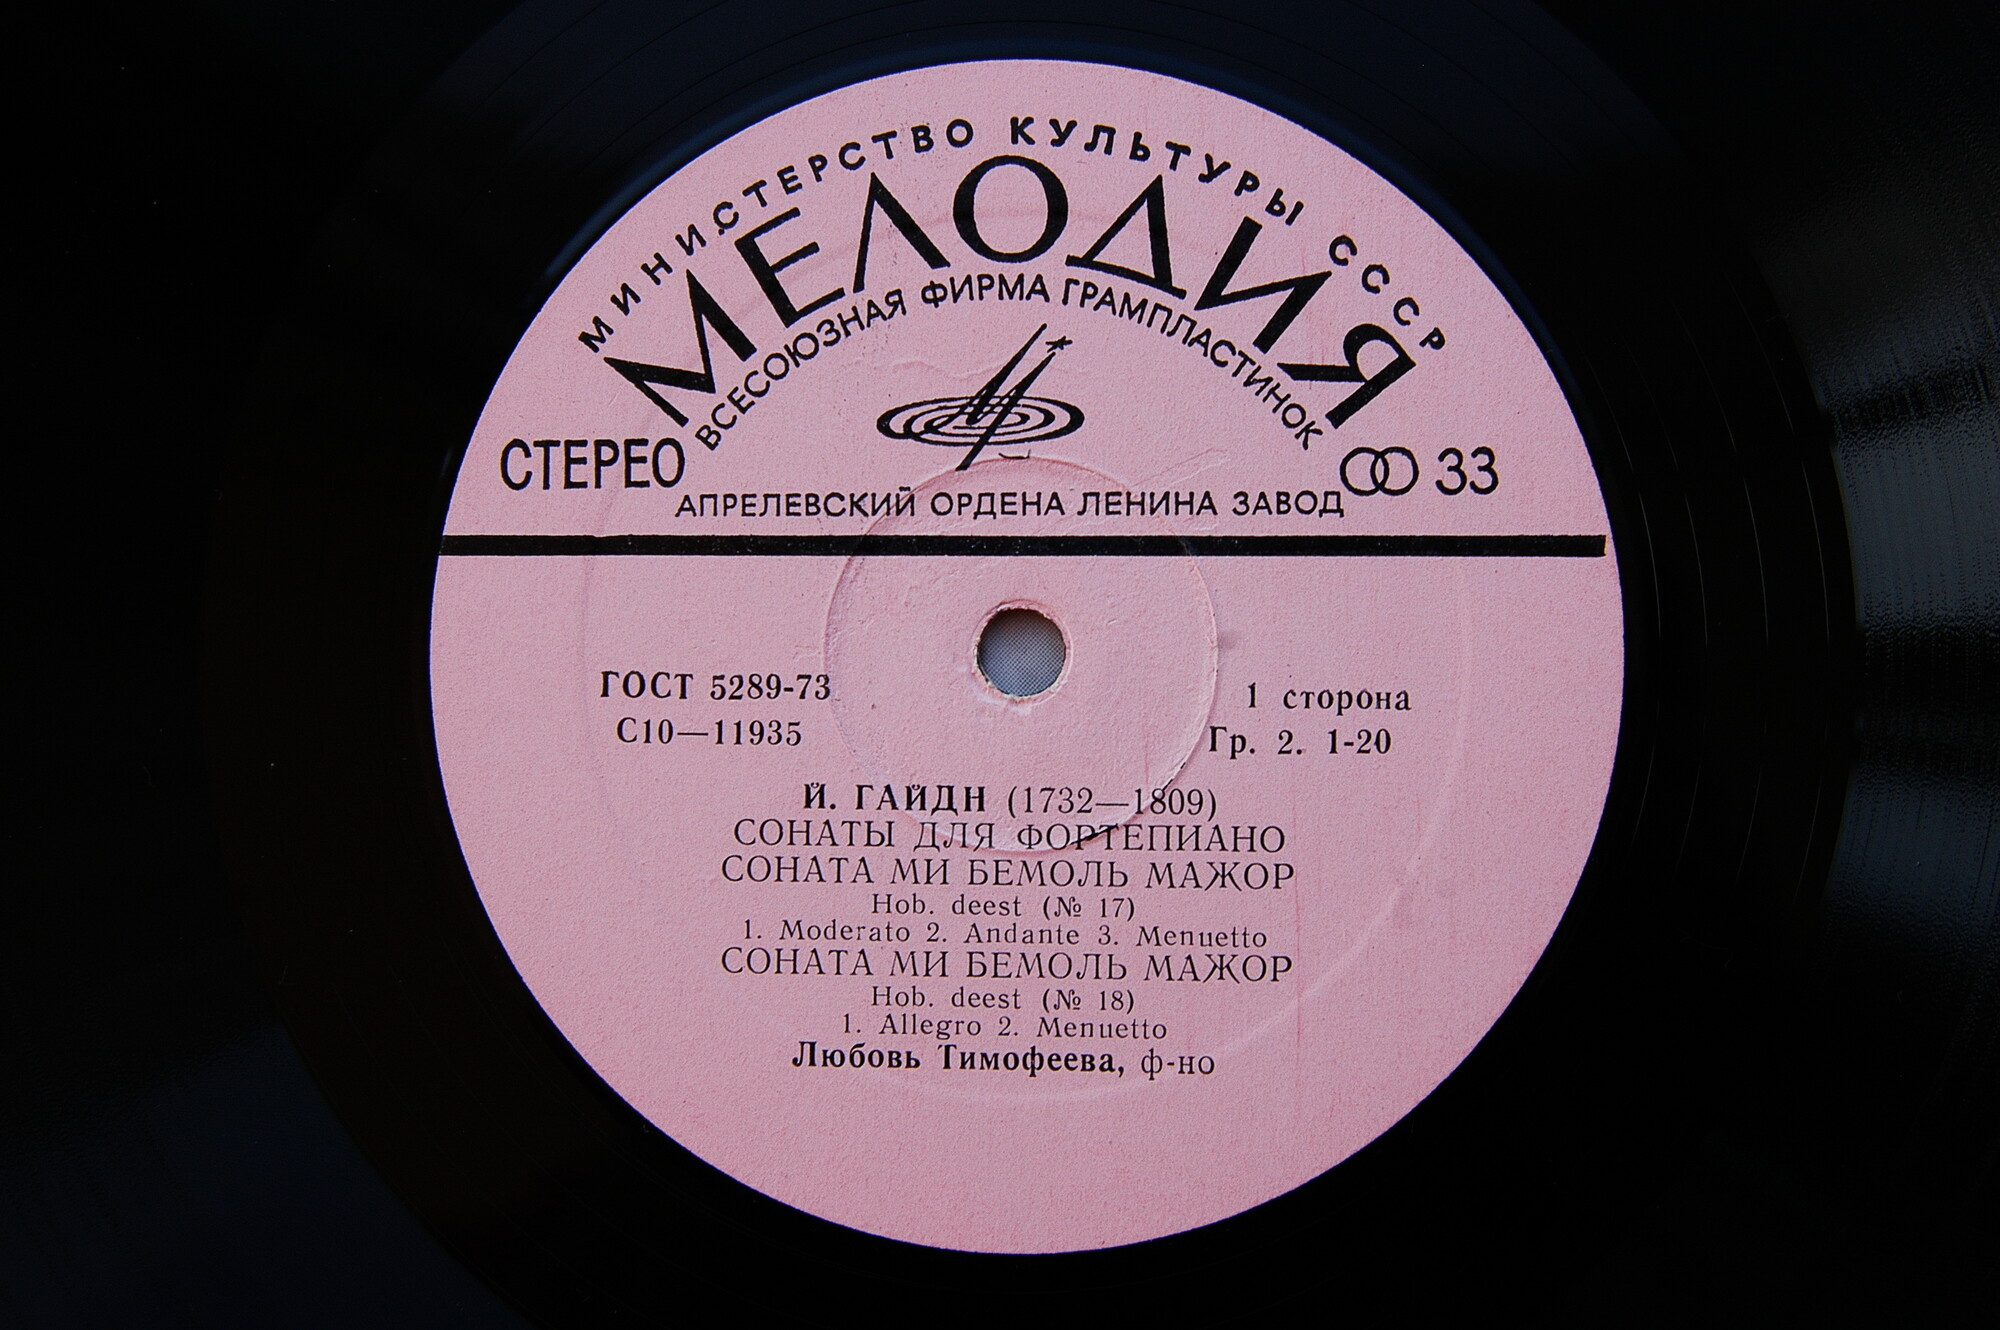 МИНИСТЕРСТВО КУЛЬТУРЫ СССР
МЕЛОДИЯ
ВСЕСОЮЗНАЯ ФИРМА ГРАМПЛАСТИНОК
СТЕРЕО
33
АПРЕЛЕВСКИЙ ОРДЕНА ЛЕНИНА ЗАВОД
ГОСТ 5289-73
С10—11935
1 сторона
Гр. 2. 1-20
Й. ГАЙДН (1732—1809)
СОНАТЫ ДЛЯ ФОРТЕПИАНО
СОНАТА МИ БЕМОЛЬ МАЖОР
Hob. deest (№ 17)
1. Moderato 2. Andante 3. Menuetto
СОНАТА МИ БЕМОЛЬ МАЖОР
Hob. deest (№ 18)
1. Allegro 2. Menuetto
Любовь Тимофеева, ф-но